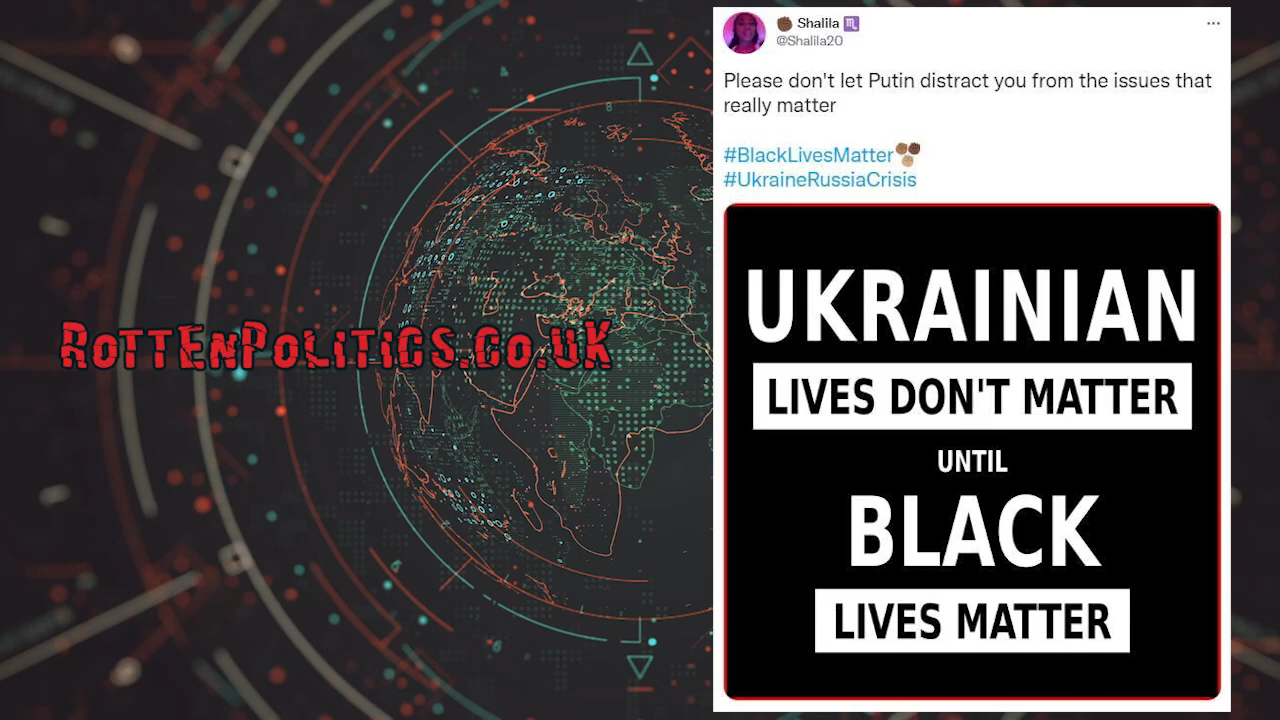 RottenPolitics.co.uk
Shalila ♏
@Shalila20
Please don't let Putin distract you from the issues that
really matter
#BlackLivesMatter
#UkraineRussiaCrisis
UKRAINIAN
LIVES DON'T MATTER
UNTIL
BLACK
LIVES MATTER